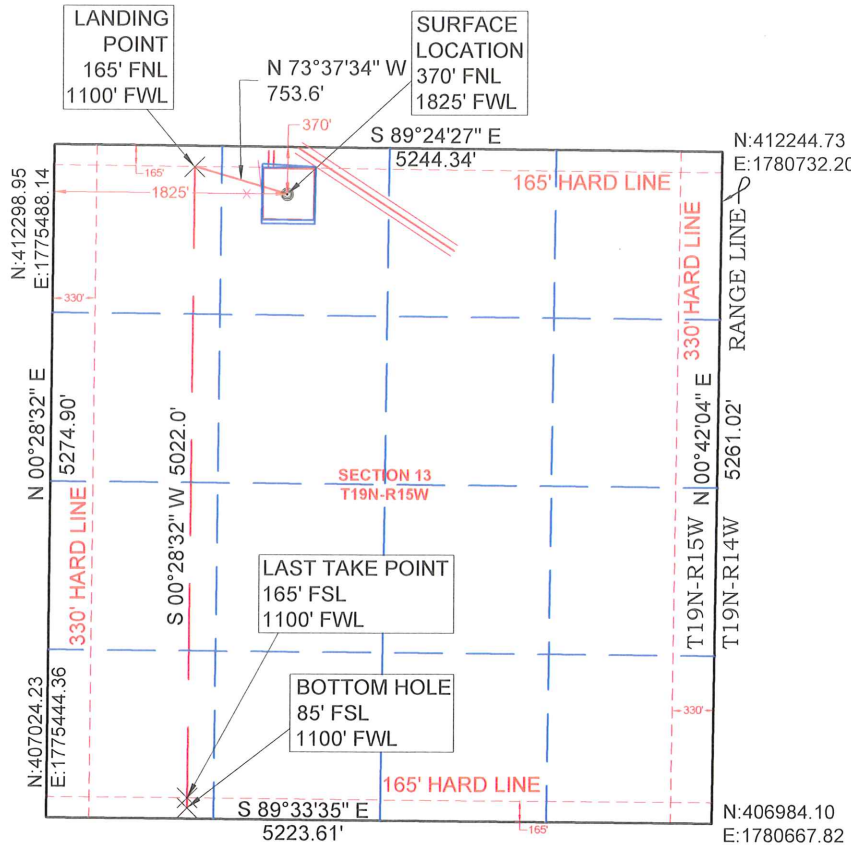 LANDING
POINT
165' FNL
1100' FWL
N 73°37'34" W
753.6'
SURFACE
LOCATION
370' FNL
1825' FWL
370'
S 89°24'27" E
5244.34'
N:412244.73
E:1780732.20
N:412298.95
E:1775488.14
165'
1825'
165' HARD LINE
330'
330' HARD LINE
RANGE LINE
N 00°28'32" E
5274.90'
S 00°28'32" W 5022.0'
SECTION 13
T19N-R15W
N 00°42'04" E
5261.02'
330' HARD LINE
T19N-R15W
T19N-R14W
LAST TAKE POINT
165' FSL
1100' FWL
BOTTOM HOLE
85' FSL
1100' FWL
330'
N:407024.23
E:1775444.36
165' HARD LINE
S 89°33'35" E
5223.61'
165'
N:406984.10
E:1780667.82